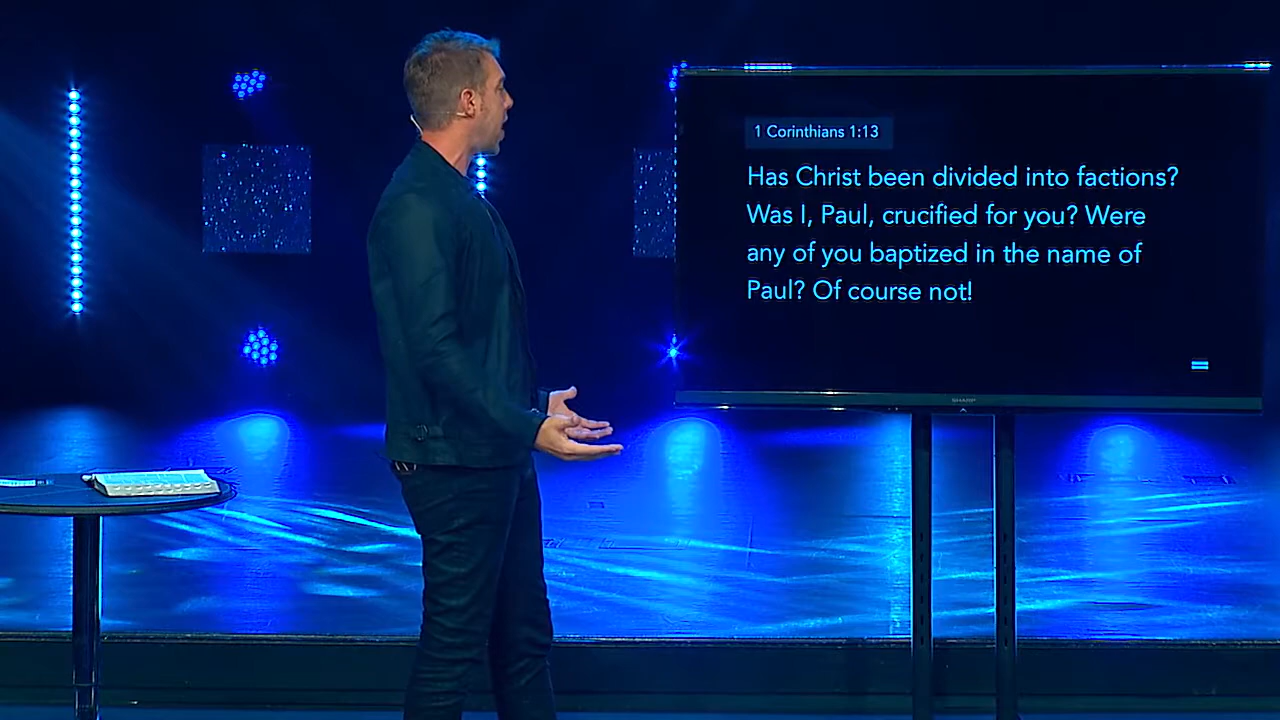 1 Corinthians 1:13
Has Christ been divided into factions?
Was I, Paul, crucified for you? Were
any of you baptized in the name of
Paul? Of course not!
SHARP